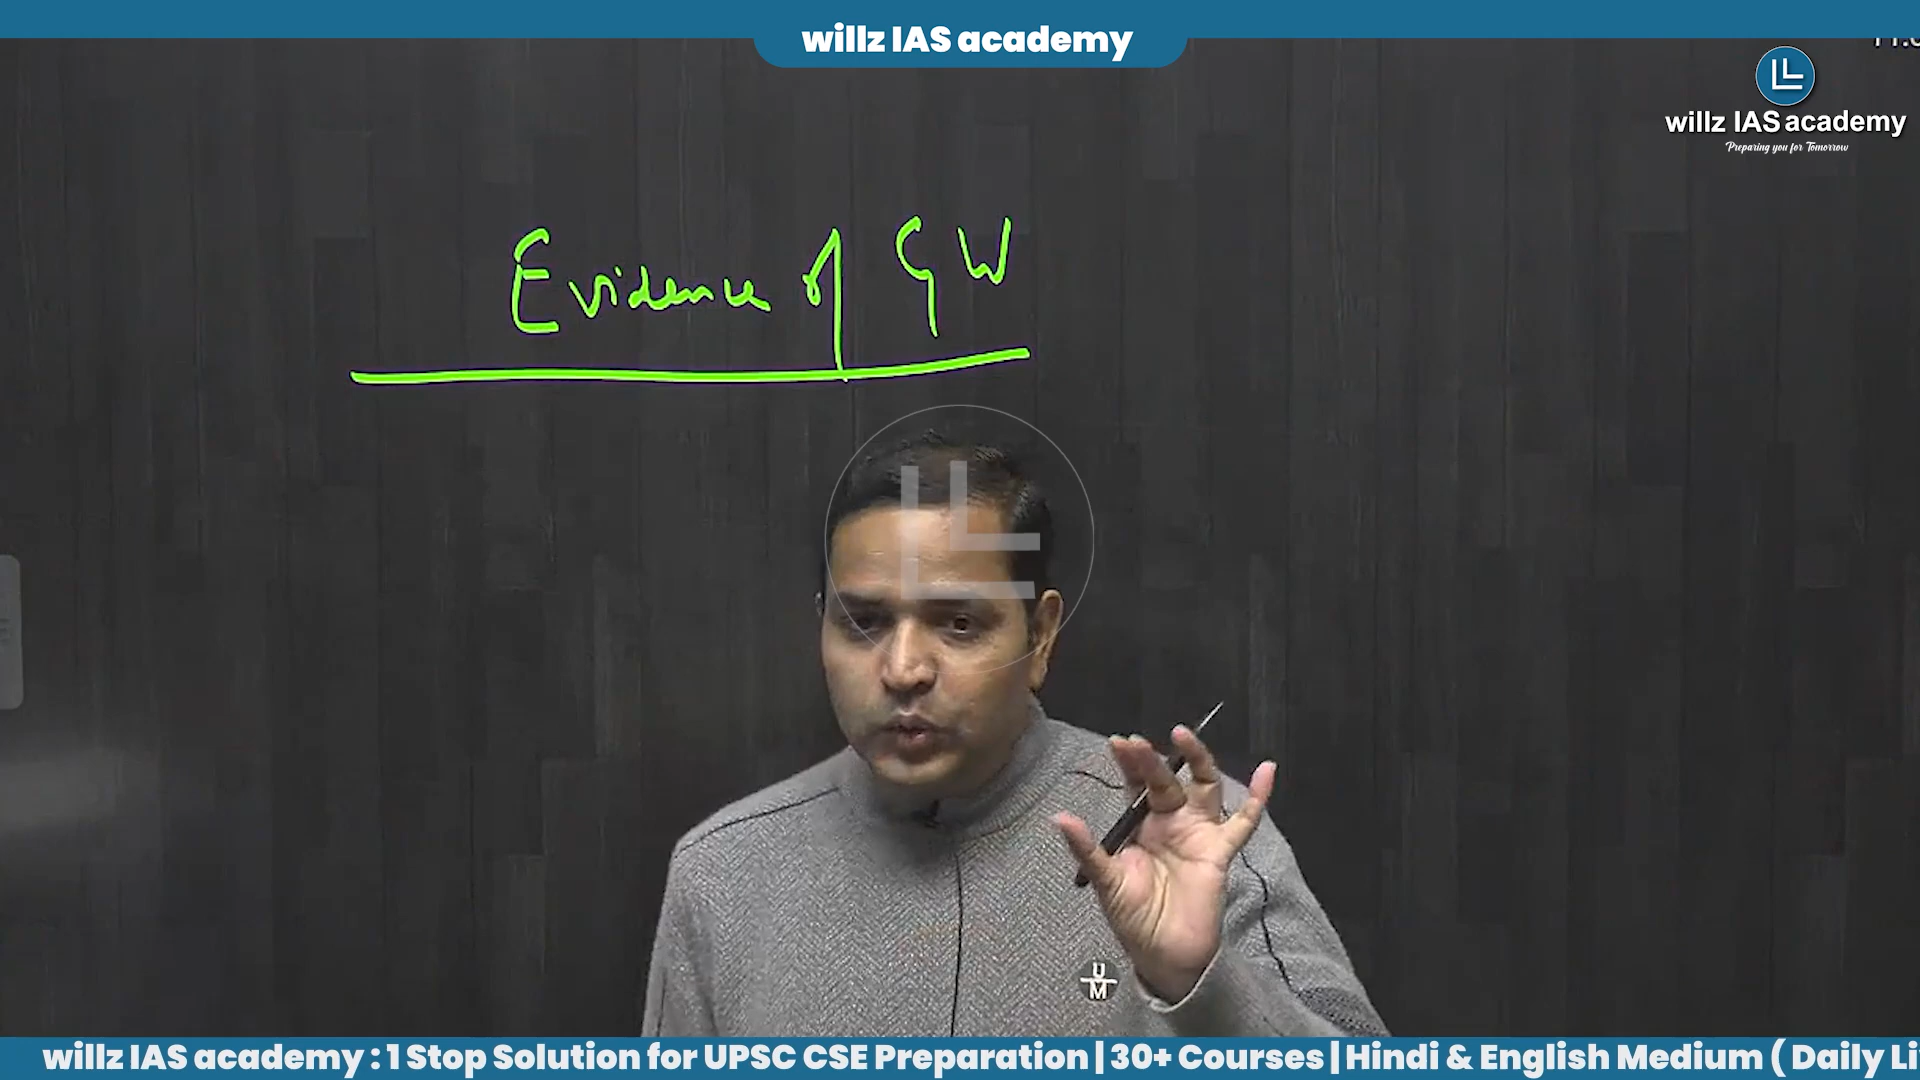 willz IAS academy
willz IAS academy
Preparing you for Tomorrow
Evidence of GW
U
M
willz IAS academy : 1 Stop Solution for UPSC CSE Preparation | 30+ Courses | Hindi & English Medium ( Daily Li